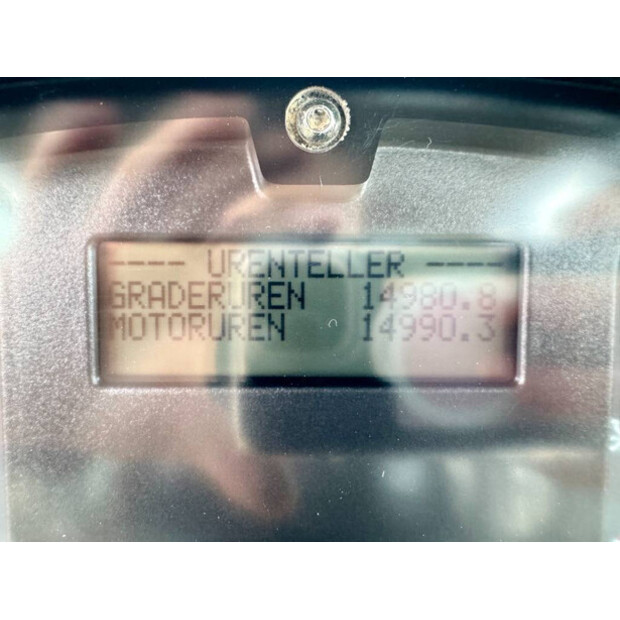 ---- URENTELLER ----
GRADERUREN 14980.8
MOTORUREN 14990.3